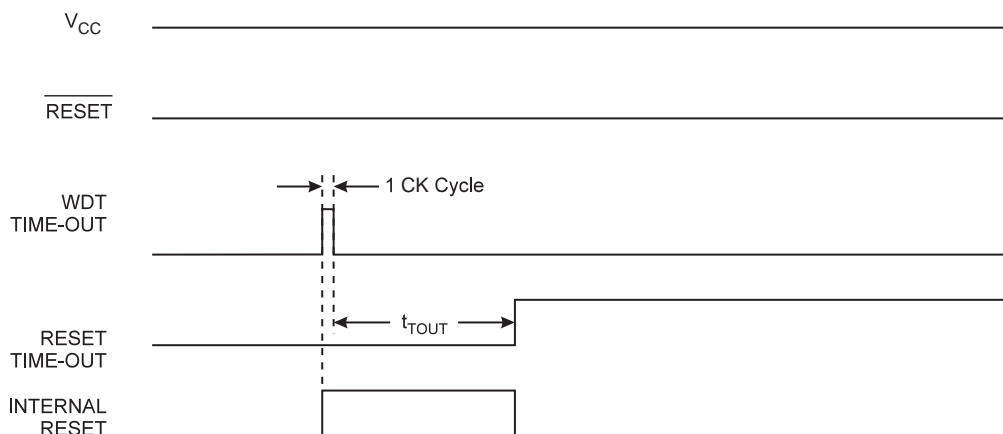 VCC
RESET
1 CK Cycle
WDT
TIME-OUT
tTOUT
RESET
TIME-OUT
INTERNAL
RESET